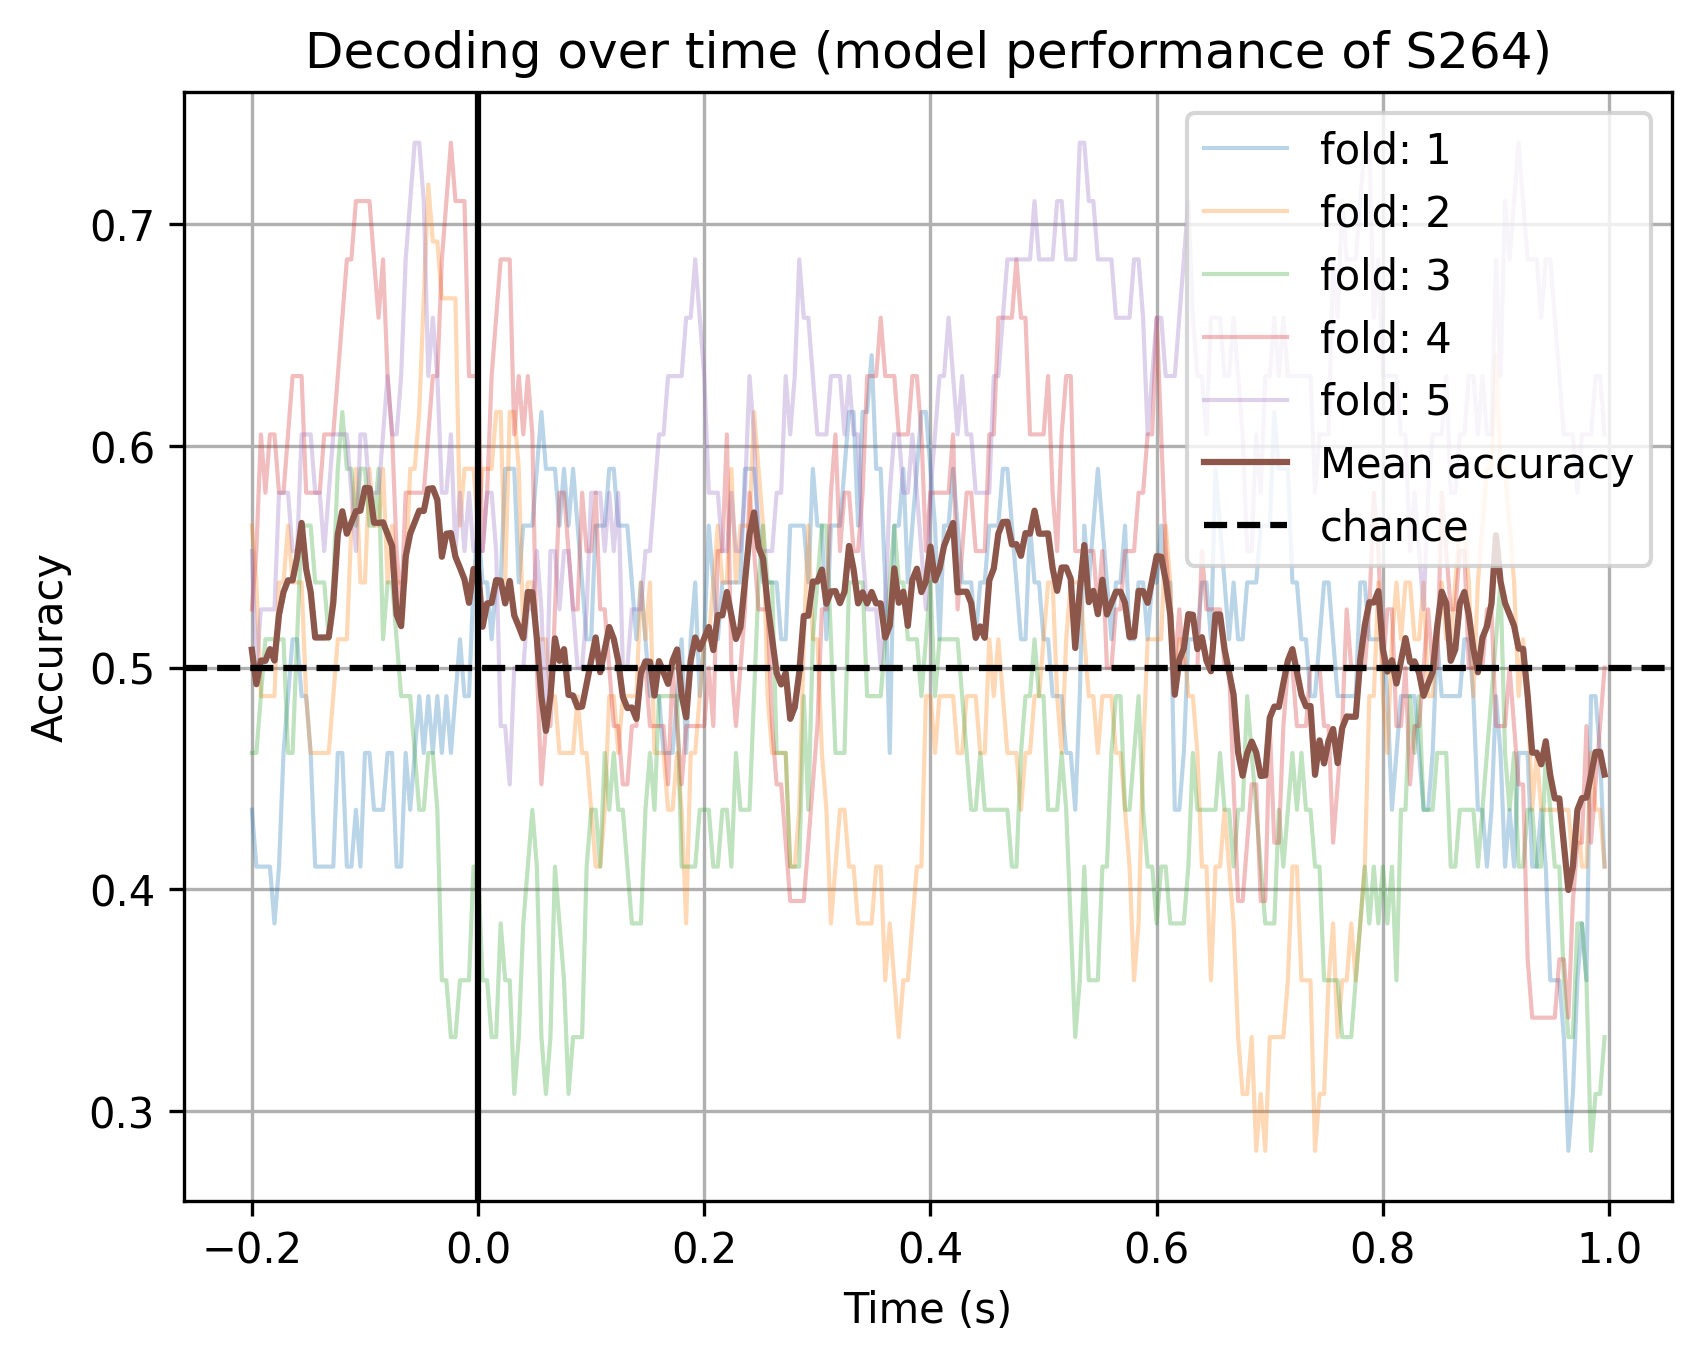 Decoding over time (model performance of S264)
Accuracy
0.7
0.6
0.5
0.4
0.3
fold: 1
fold: 2
fold: 3
fold: 4
fold: 5
Mean accuracy
chance
−0.2 0.0 0.2 0.4 0.6 0.8 1.0
Time (s)